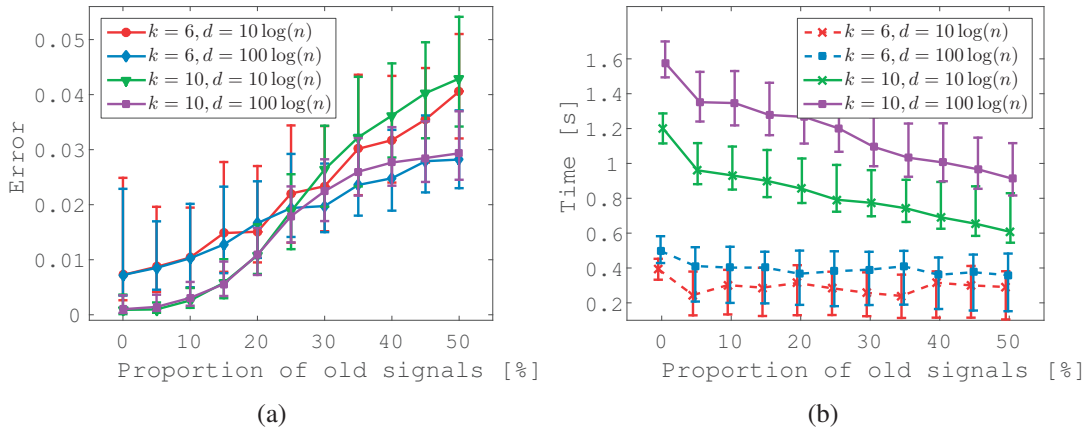 k = 6, d = 10 log(n)
k = 6, d = 100 log(n)
k = 10, d = 10 log(n)
k = 10, d = 100 log(n)
0.05
0.04
0.03
0.02
0.01
0
Error
0 10 20 30 40 50
Proportion of old signals [%]
(a)
k = 6, d = 10 log(n)
k = 6, d = 100 log(n)
k = 10, d = 10 log(n)
k = 10, d = 100 log(n)
1.8
1.6
1.4
1.2
1
0.8
0.6
0.4
0.2
Time [s]
0 10 20 30 40 50
Proportion of old signals [%]
(b)